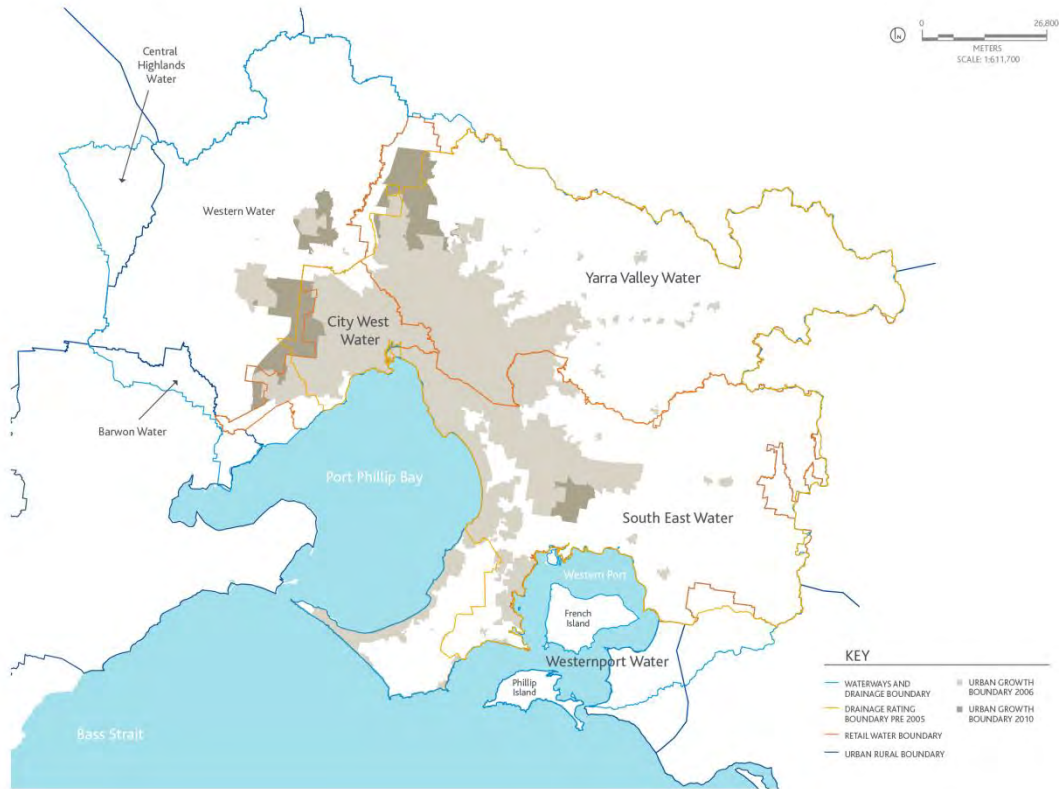 Central
Highlands
Water
0 26,800
METERS
SCALE: 1:611,700
N
Western Water
Yarra Valley Water
City West
Water
Barwon Water
Port Phillip Bay
South East Water
Western Port
French
Island
Westernport Water
Phillip
Island
Bass Strait
KEY
WATERWAYS AND
DRAINAGE BOUNDARY
DRAINAGE RATING
BOUNDARY PRE 2005
RETAIL WATER BOUNDARY
URBAN RURAL BOUNDARY
URBAN GROWTH
BOUNDARY 2006
URBAN GROWTH
BOUNDARY 2010